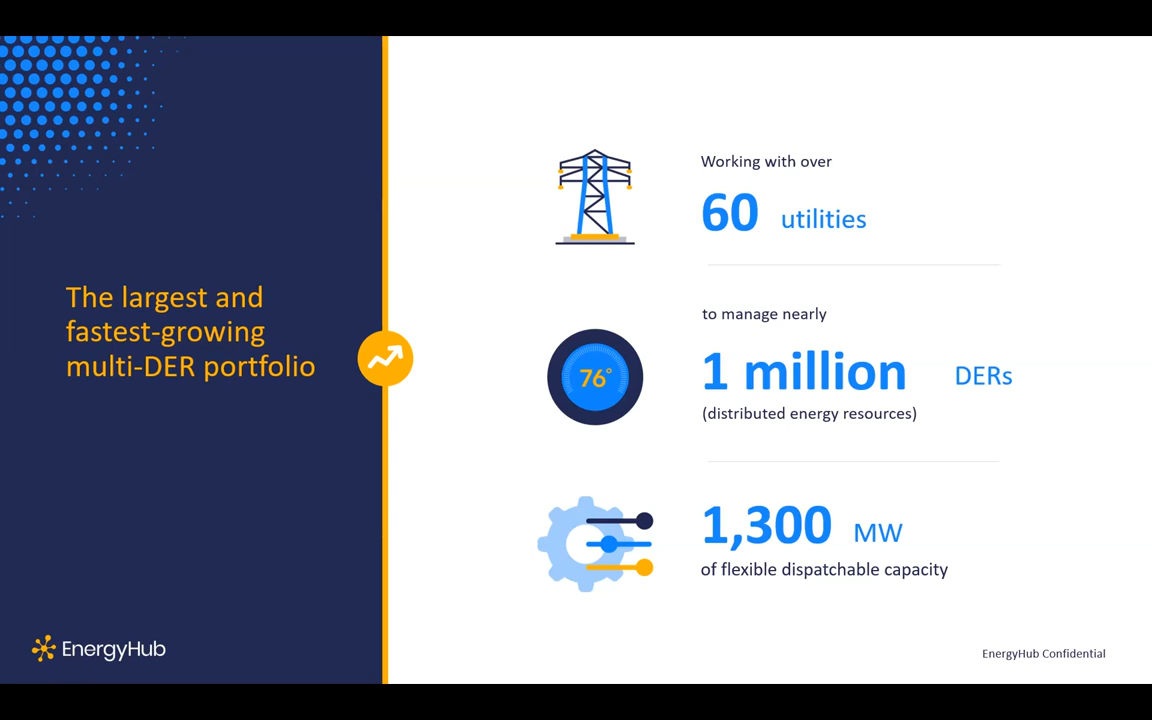 The largest and
fastest-growing
multi-DER portfolio
EnergyHub
Working with over
60 utilities
to manage nearly
76°
1 million DERs
(distributed energy resources)
1,300 MW
of flexible dispatchable capacity
EnergyHub Confidential